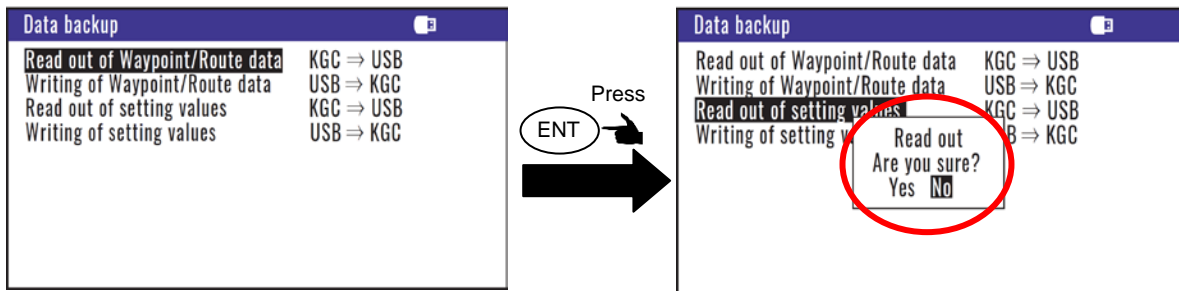 Data backup
Read out of Waypoint/Route data KGC ⇒ USB
Writing of Waypoint/Route data USB ⇒ KGC
Read out of setting values KGC ⇒ USB
Writing of setting values USB ⇒ KGC
Press
ENT
Data backup
Read out of Waypoint/Route data KGC ⇒ USB
Writing of Waypoint/Route data USB ⇒ KGC
Read out of setting values KGC ⇒ USB
Writing of setting v B ⇒ KGC
Read out
Are you sure?
Yes No